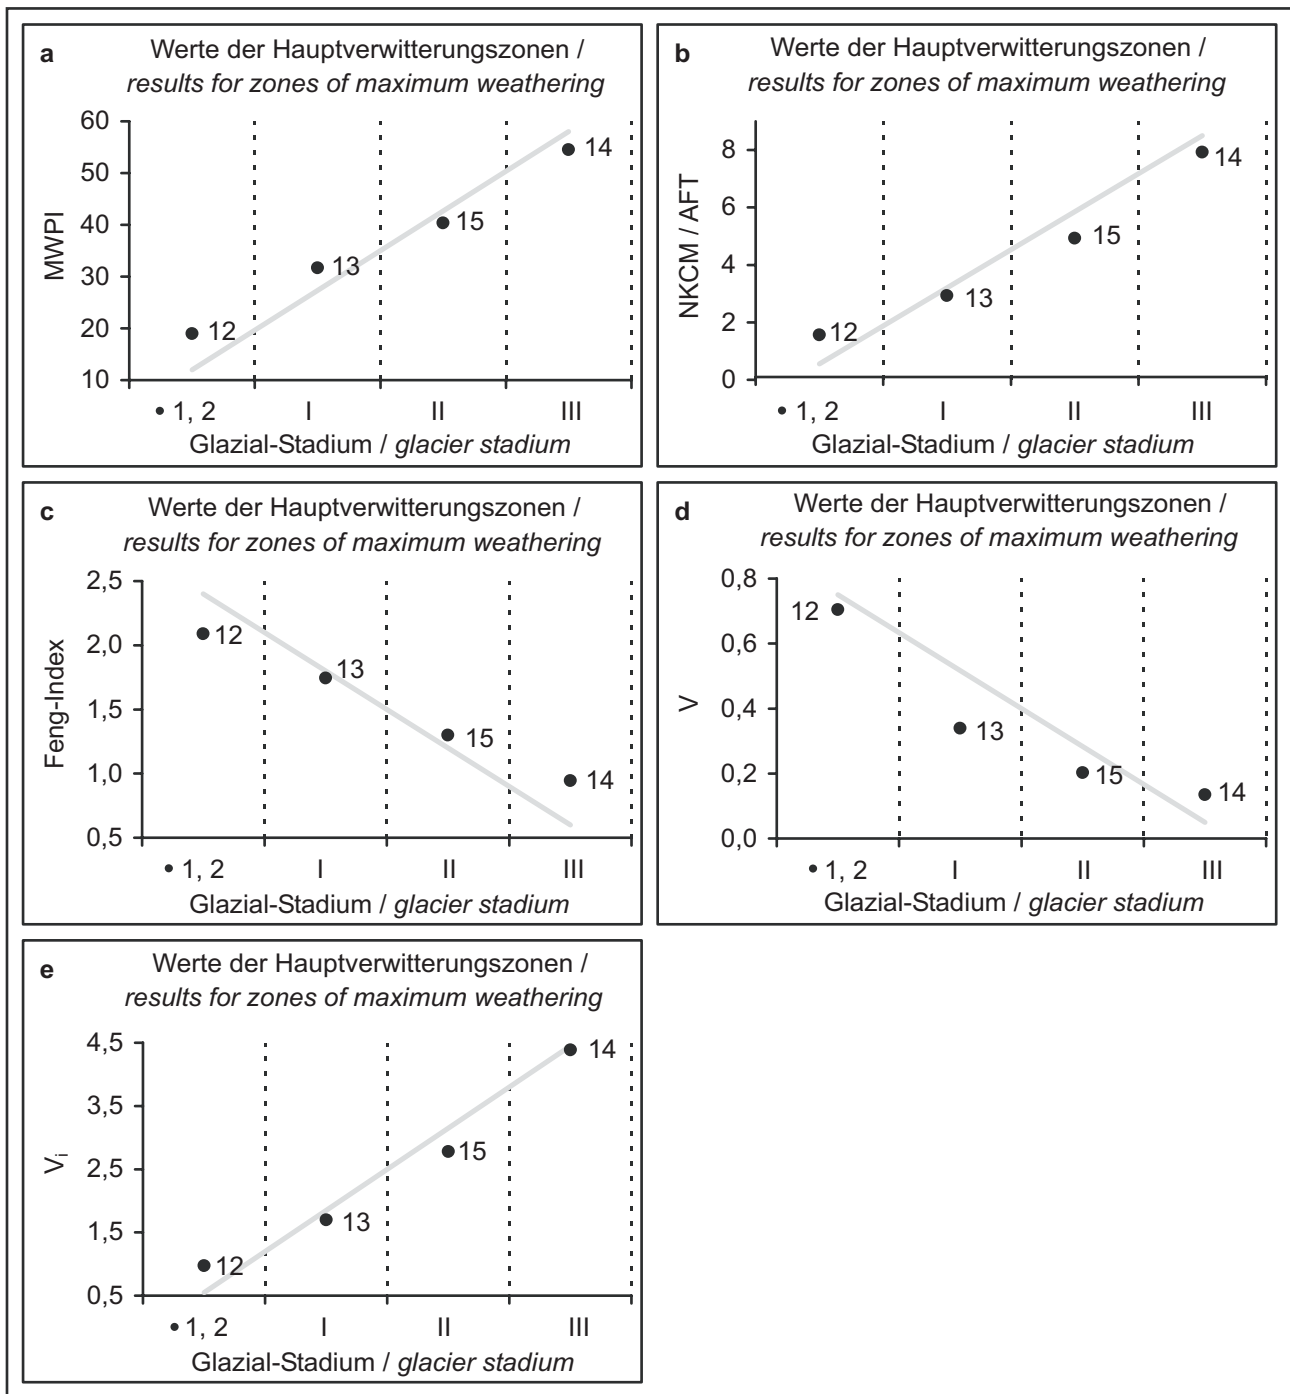 a
Werte der Hauptverwitterungszonen /
results for zones of maximum weathering
MWPI
60
50
40
30
20
10
12
13
15
14
• 1, 2 I II III
Glazial-Stadium / glacier stadium
b
Werte der Hauptverwitterungszonen /
results for zones of maximum weathering
NKCM / AFT
8
6
4
2
0
12
13
15
14
• 1, 2 I II III
Glazial-Stadium / glacier stadium
c
Werte der Hauptverwitterungszonen /
results for zones of maximum weathering
Feng-Index
2,5
2,0
1,5
1,0
0,5
12
13
15
14
• 1, 2 I II III
Glazial-Stadium / glacier stadium
d
Werte der Hauptverwitterungszonen /
results for zones of maximum weathering
V
0,8
0,6
0,4
0,2
0,0
12
13
15
14
• 1, 2 I II III
Glazial-Stadium / glacier stadium
e
Werte der Hauptverwitterungszonen /
results for zones of maximum weathering
Vi
4,5
3,5
2,5
1,5
0,5
12
13
15
14
• 1, 2 I II III
Glazial-Stadium / glacier stadium